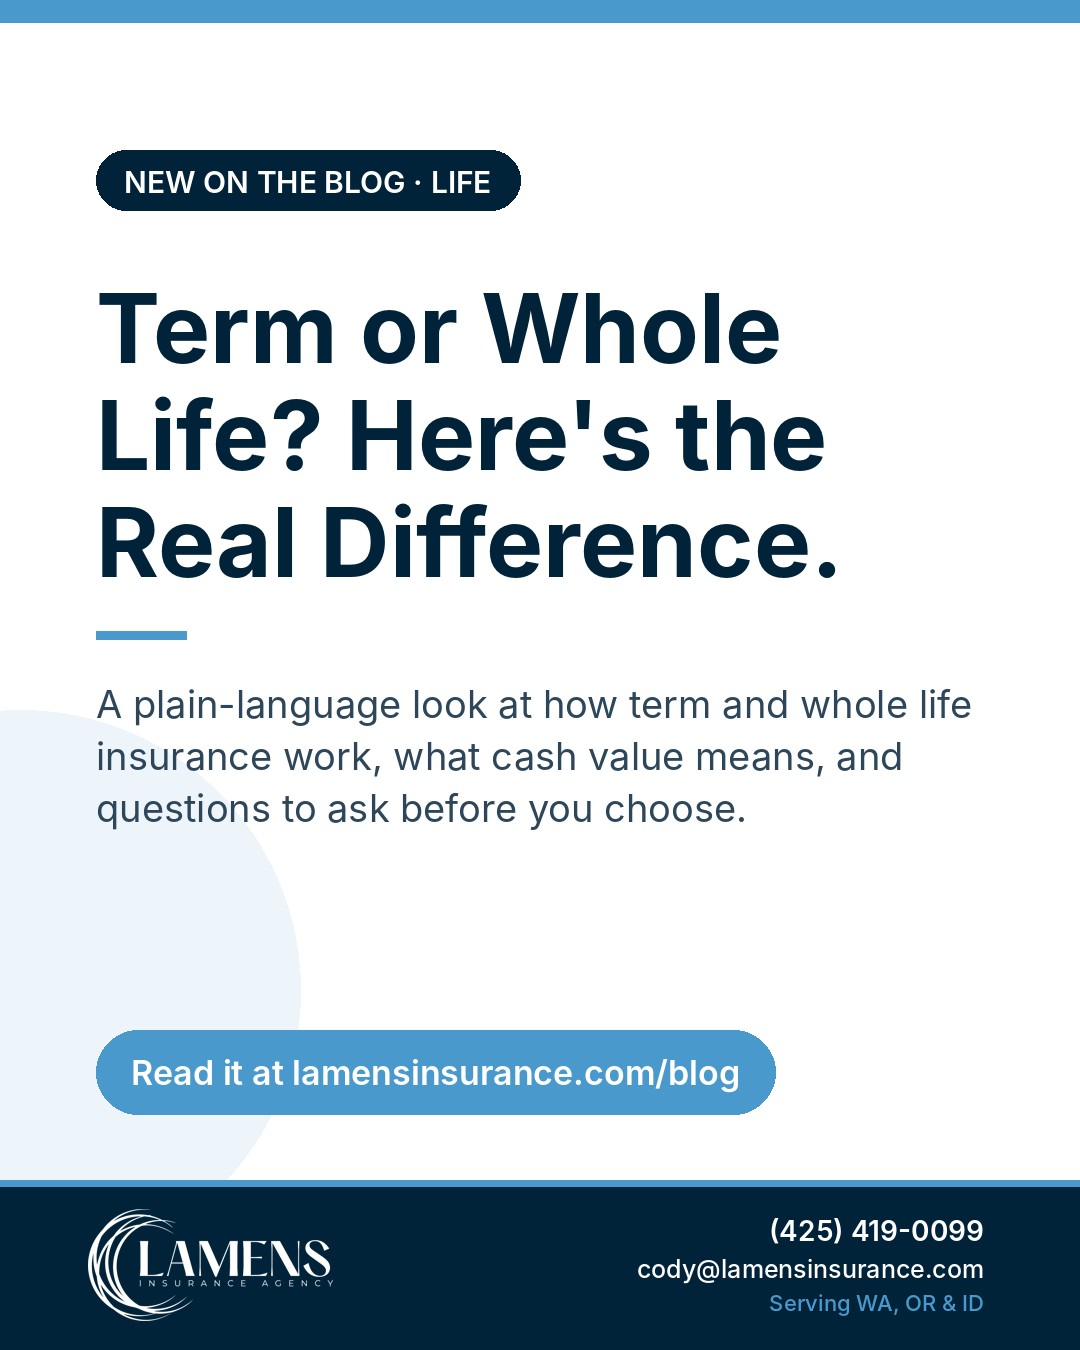 NEW ON THE BLOG · LIFE
Term or Whole
Life? Here's the
Real Difference.
A plain-language look at how term and whole life
insurance work, what cash value means, and
questions to ask before you choose.
Read it at lamensinsurance.com/blog
LAMENS
INSURANCE AGENCY
(425) 419-0099
cody@lamensinsurance.com
Serving WA, OR & ID